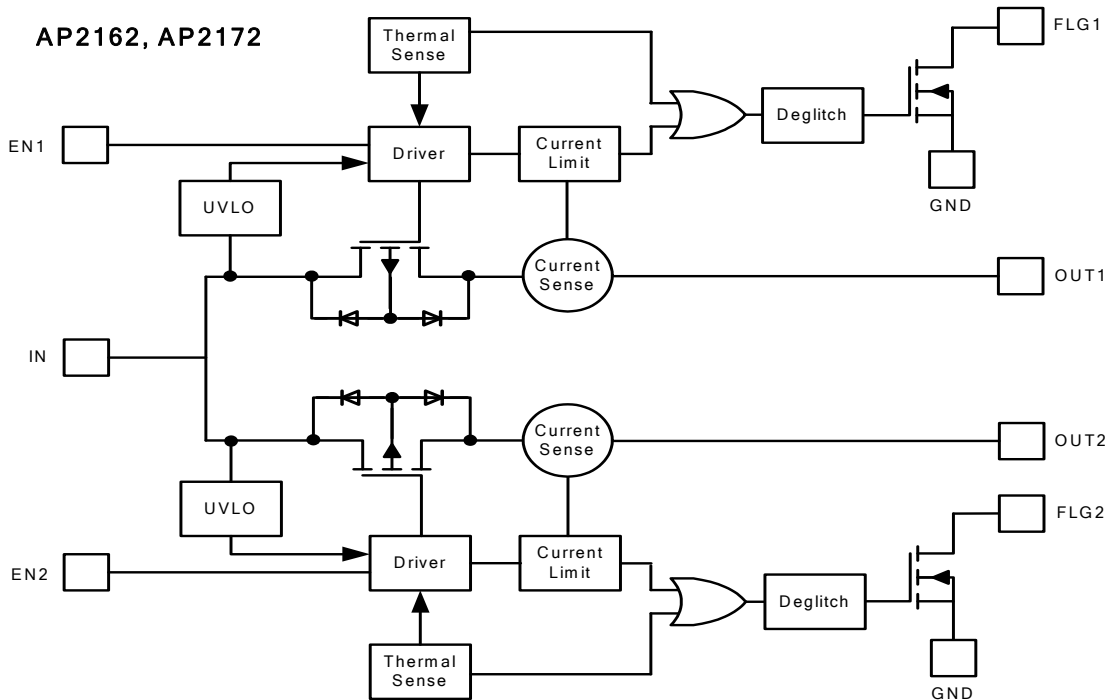 AP2162, AP2172
Thermal
Sense
FLG1
EN1
Driver
Current
Limit
Deglitch
UVLO
GND
Current
Sense
OUT1
IN
Current
Sense
OUT2
UVLO
FLG2
EN2
Driver
Current
Limit
Deglitch
Thermal
Sense
GND